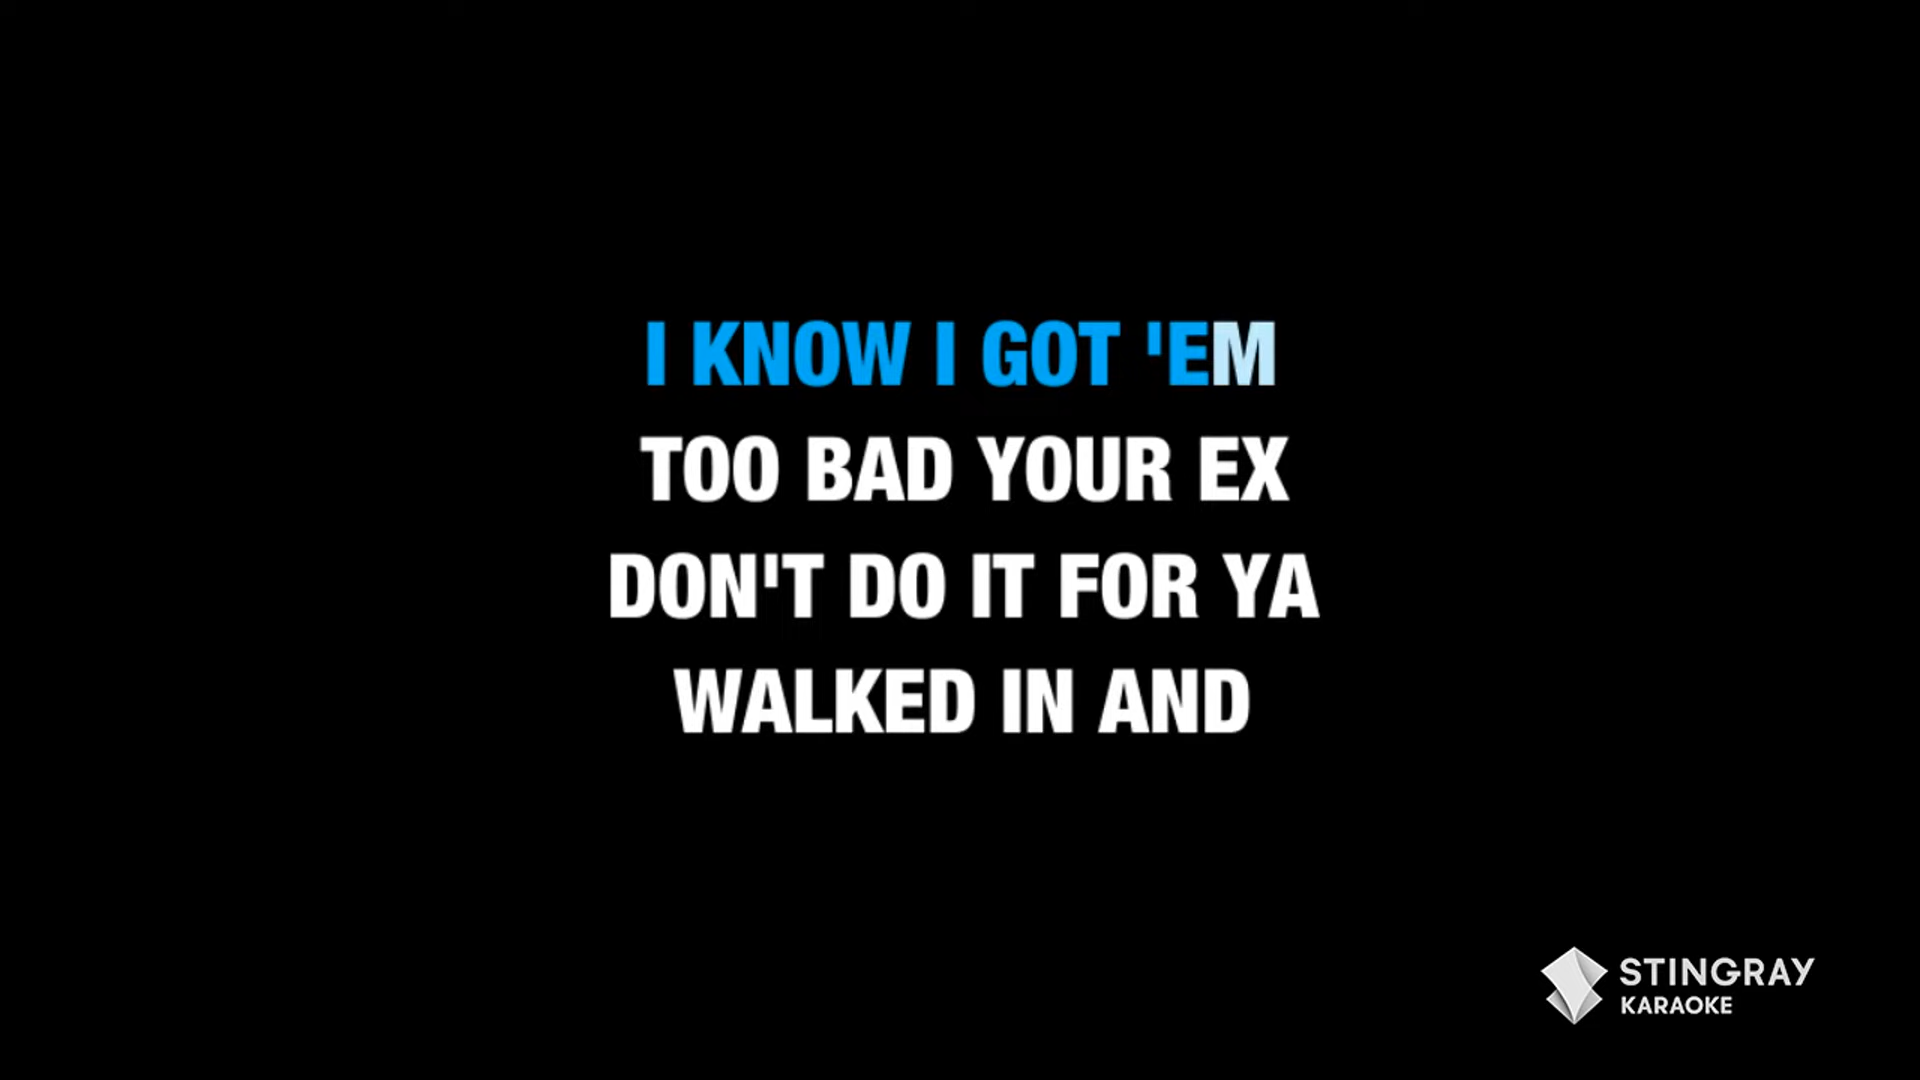 I KNOW I GOT 'EM
TOO BAD YOUR EX
DON'T DO IT FOR YA
WALKED IN AND
STINGRAY
KARAOKE